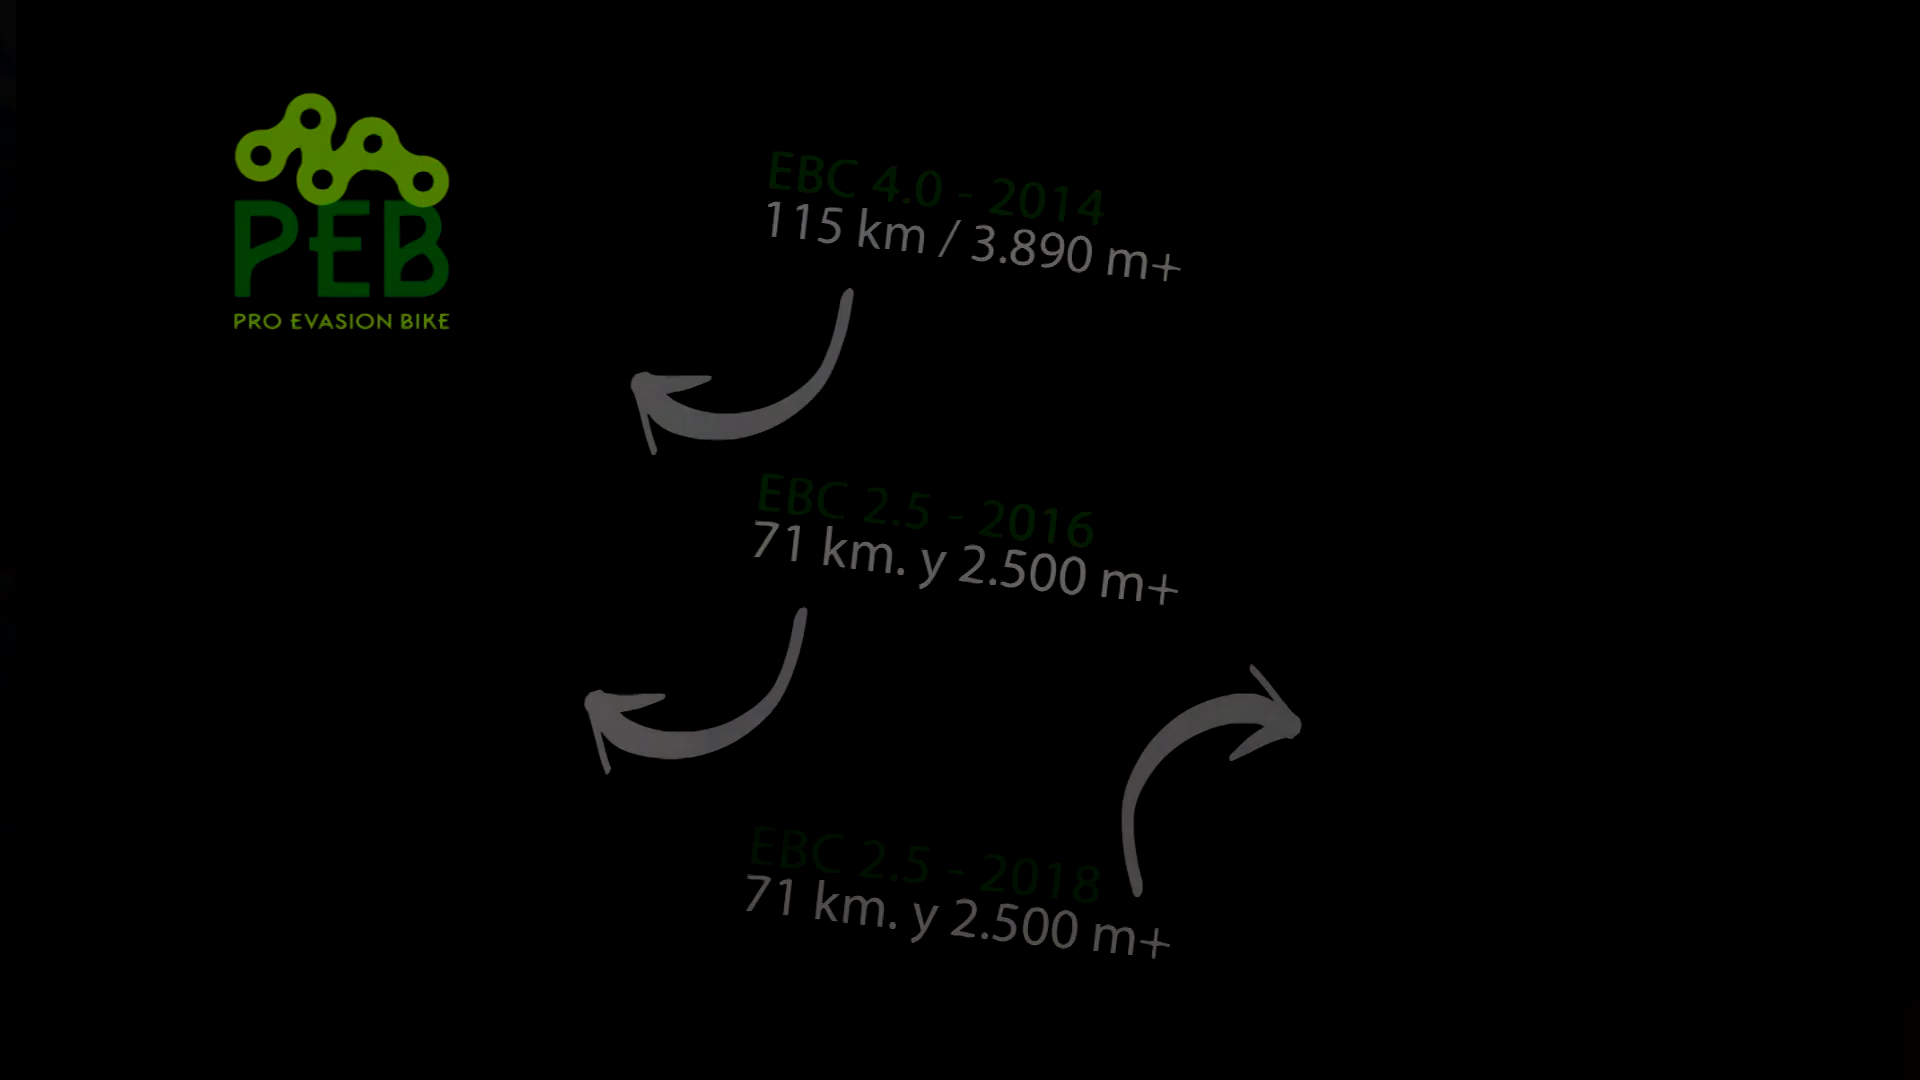 PEB
PRO EVASION BIKE
EBC 4.0 - 2014
115 km / 3.890 m+
EBC 2.5 - 2016
71 km. y 2.500 m+
EBC 2.5 - 2018
71 km. y 2.500 m+